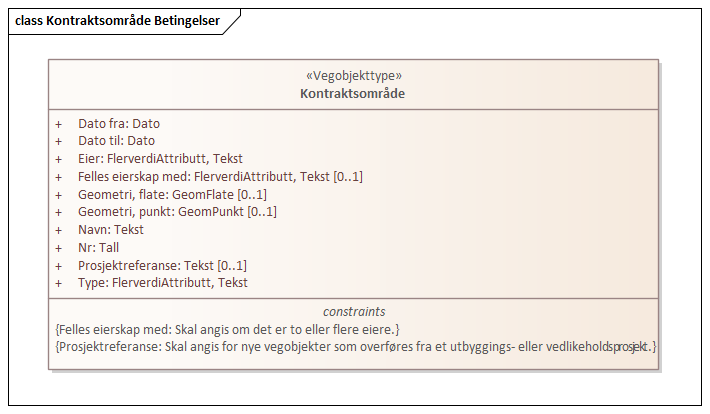 class Kontraktsområde Betingelser
«Vegobjekttype»
Kontraktsområde
+ Dato fra: Dato
+ Dato til: Dato
+ Eier: FlerverdiAttributt, Tekst
+ Felles eierskap med: FlerverdiAttributt, Tekst [0..1]
+ Geometri, flate: GeomFlate [0..1]
+ Geometri, punkt: GeomPunkt [0..1]
+ Navn: Tekst
+ Nr: Tall
+ Prosjektreferanse: Tekst [0..1]
+ Type: FlerverdiAttributt, Tekst
constraints
{Felles eierskap med: Skal angis om det er to eller flere eiere.}
{Prosjektreferanse: Skal angis for nye vegobjekter som overføres fra et utbyggings- eller vedlikeholdsprosjekt.}